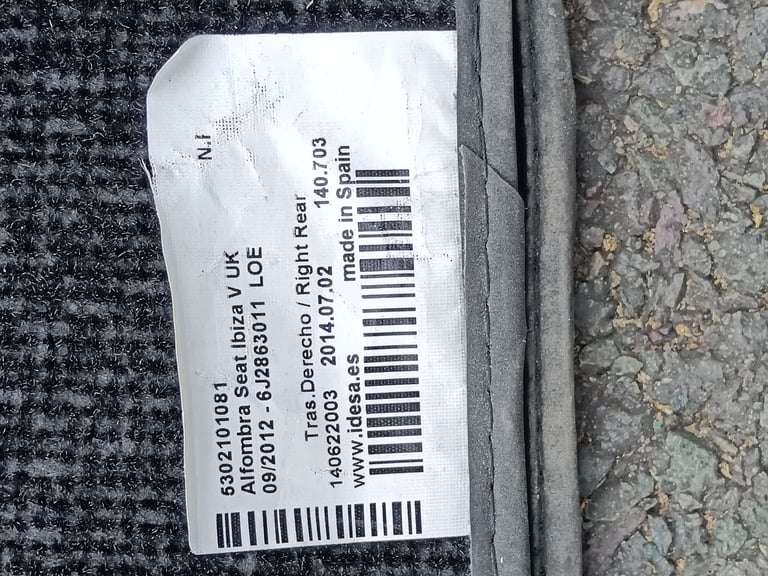 N.r
5302101081
Alfombra Seat Ibiza V UK
09/2012 - 6J2863011 LOE
Tras.Derecho / Right Rear
140622003 2014.07.02 140.703
www.idesa.es made in Spain